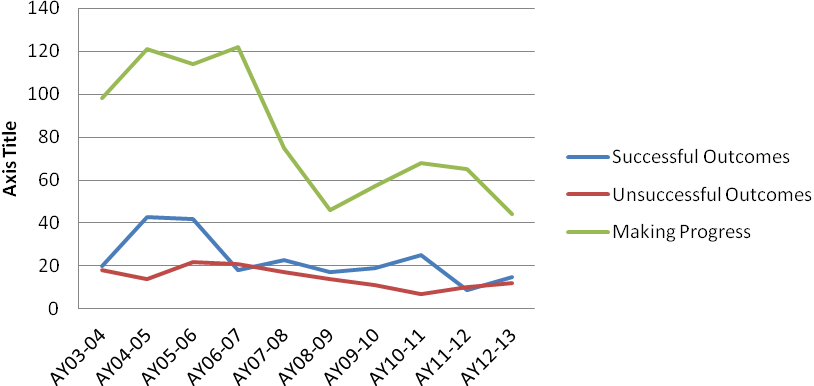 140
120
100
80
60
40
20
0
Axis Title
AY03-04
AY04-05
AY05-06
AY06-07
AY07-08
AY08-09
AY09-10
AY10-11
AY11-12
AY12-13
Successful Outcomes
Unsuccessful Outcomes
Making Progress